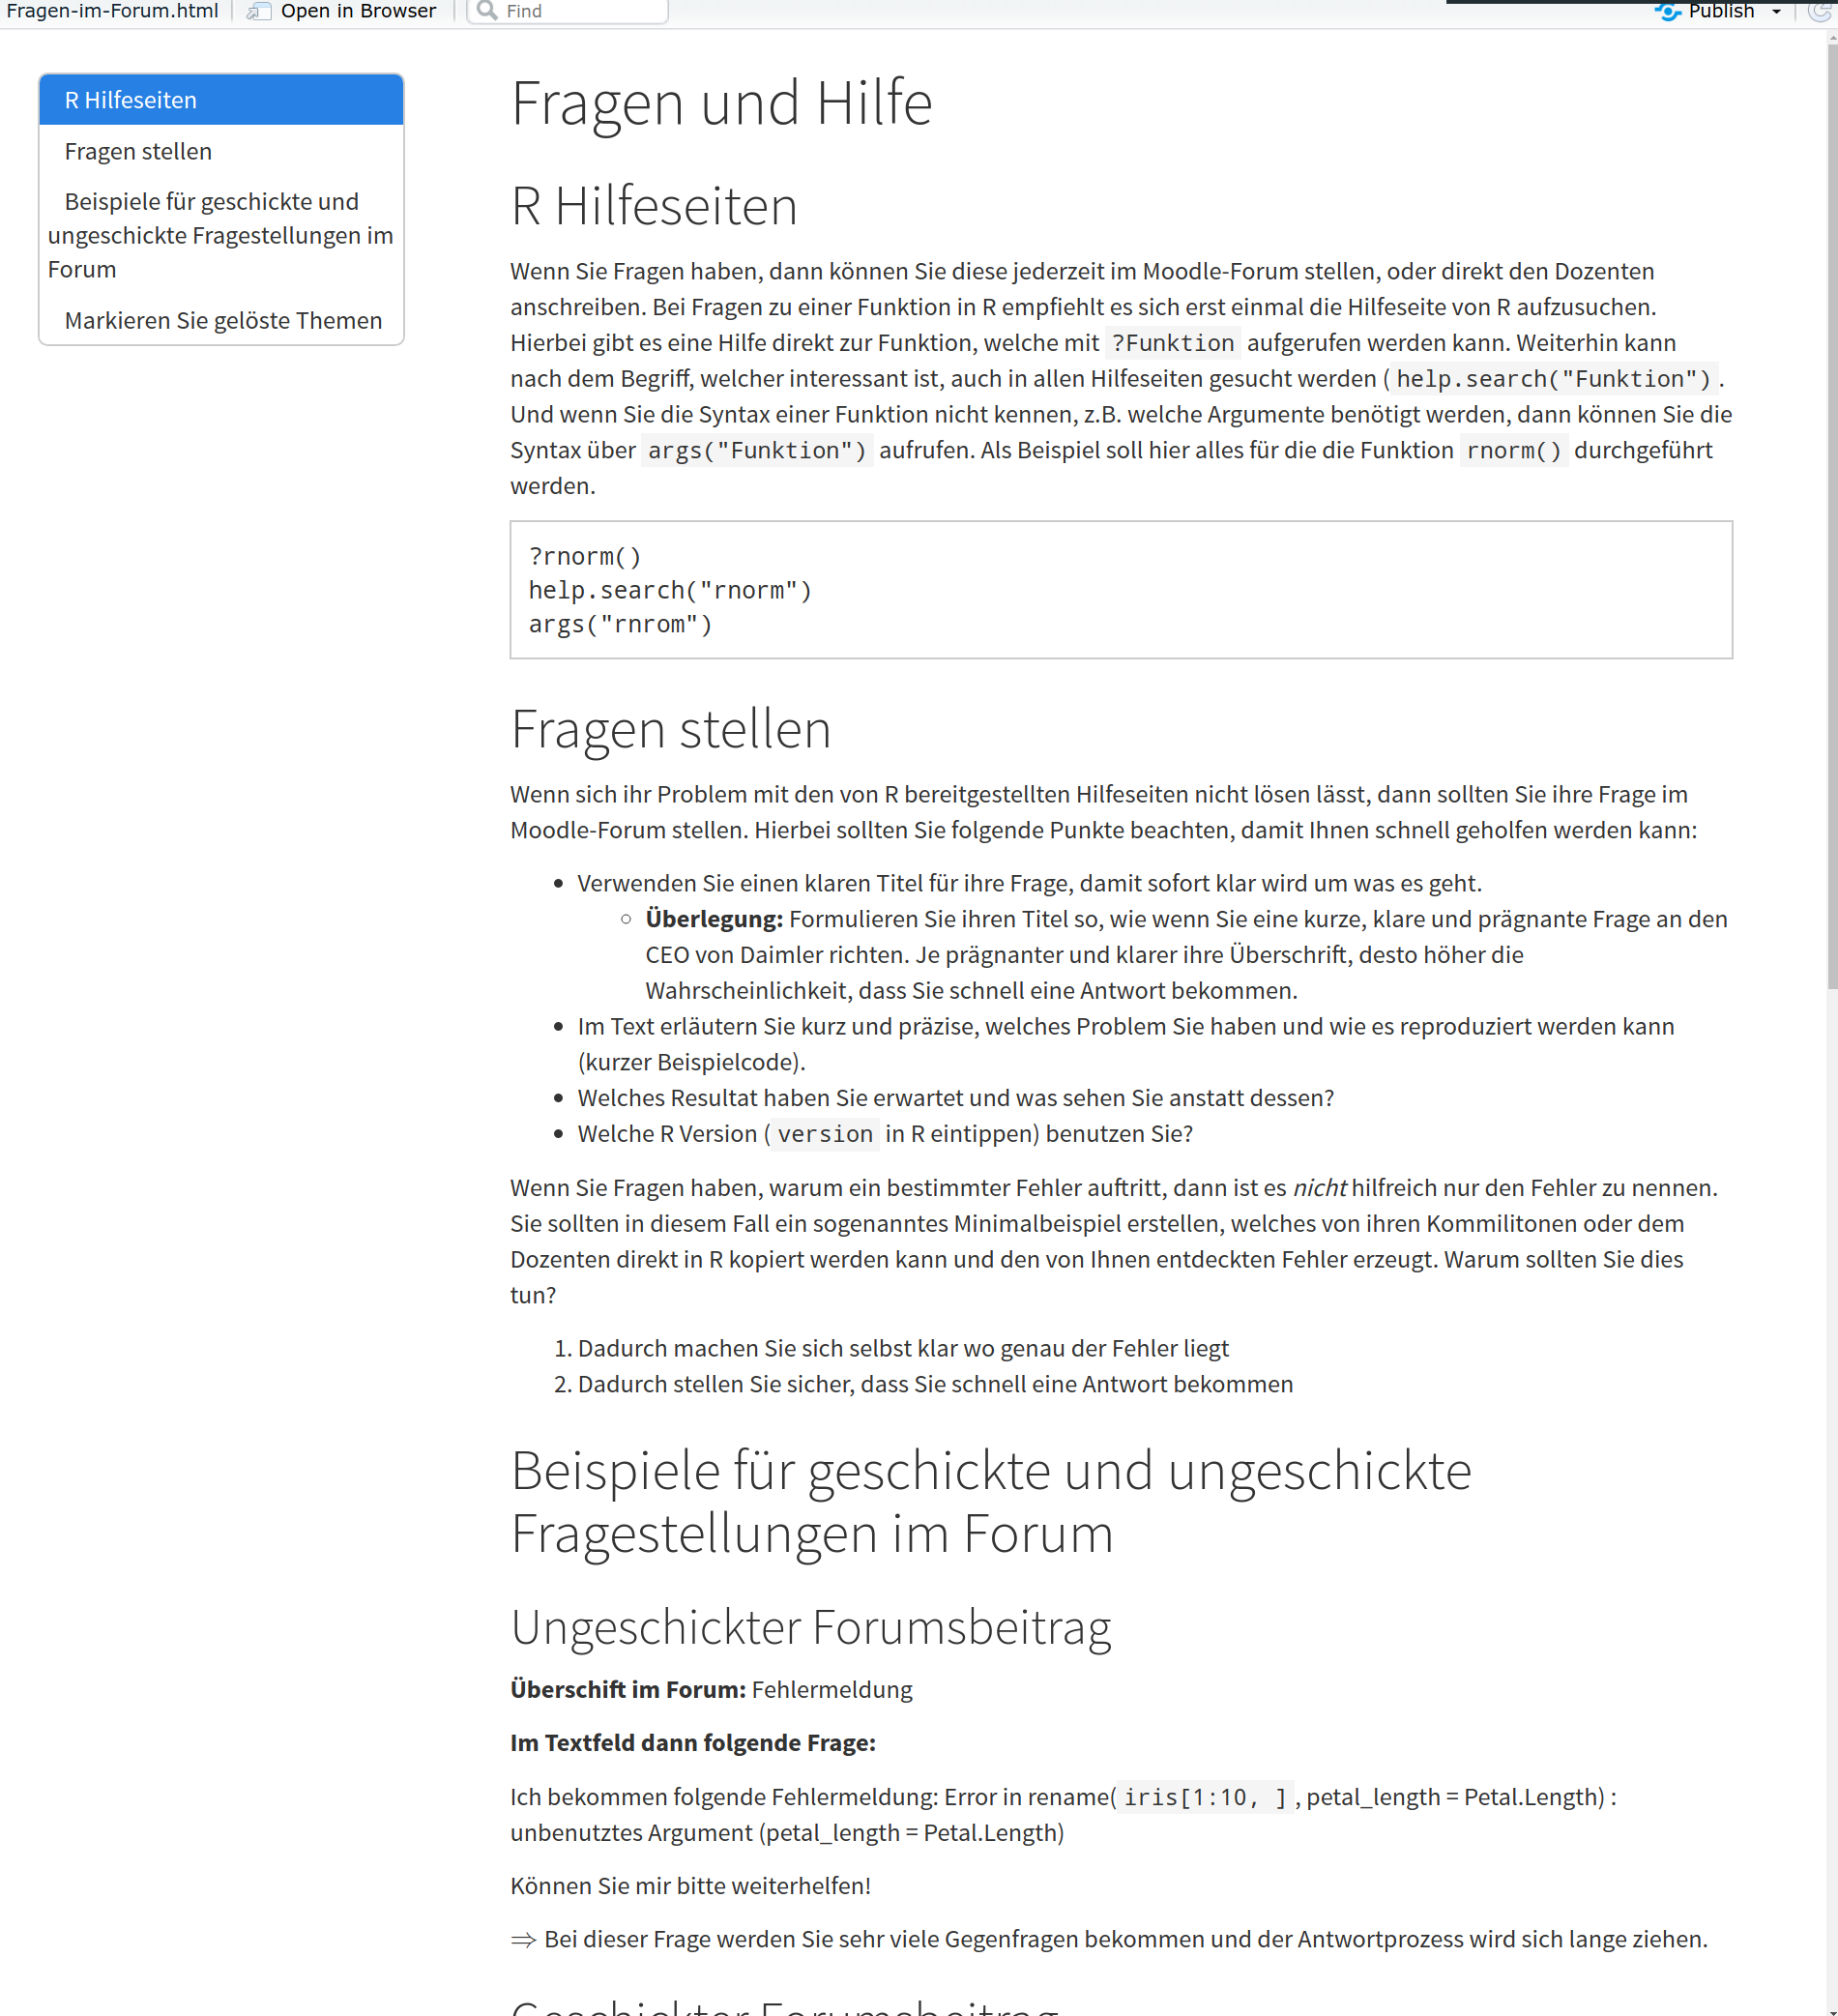 Fragen-im-Forum.html
Open in Browser
Find
Publish
R Hilfeseiten
Fragen stellen
Beispiele für geschickte und
ungeschickte Fragestellungen im
Forum
Markieren Sie gelöste Themen
Fragen und Hilfe
R Hilfeseiten
Wenn Sie Fragen haben, dann können Sie diese jederzeit im Moodle-Forum stellen, oder direkt den Dozenten
anschreiben. Bei Fragen zu einer Funktion in R empfiehlt es sich erst einmal die Hilfeseite von R aufzusuchen.
Hierbei gibt es eine Hilfe direkt zur Funktion, welche mit ?Funktion aufgerufen werden kann. Weiterhin kann
nach dem Begriff, welcher interessant ist, auch in allen Hilfeseiten gesucht werden ( help.search("Funktion") .
Und wenn Sie die Syntax einer Funktion nicht kennen, z.B. welche Argumente benötigt werden, dann können Sie die
Syntax über args("Funktion") aufrufen. Als Beispiel soll hier alles für die die Funktion rnorm() durchgeführt
werden.
?rnorm()
help.search("rnorm")
args("rnrom")
Fragen stellen
Wenn sich ihr Problem mit den von R bereitgestellten Hilfeseiten nicht lösen lässt, dann sollten Sie ihre Frage im
Moodle-Forum stellen. Hierbei sollten Sie folgende Punkte beachten, damit Ihnen schnell geholfen werden kann:
• Verwenden Sie einen klaren Titel für ihre Frage, damit sofort klar wird um was es geht.
◦ Überlegung: Formulieren Sie ihren Titel so, wie wenn Sie eine kurze, klare und prägnante Frage an den
CEO von Daimler richten. Je prägnanter und klarer ihre Überschrift, desto höher die
Wahrscheinlichkeit, dass Sie schnell eine Antwort bekommen.
• Im Text erläutern Sie kurz und präzise, welches Problem Sie haben und wie es reproduziert werden kann
(kurzer Beispielcode).
• Welches Resultat haben Sie erwartet und was sehen Sie anstatt dessen?
• Welche R Version ( version in R eintippen) benutzen Sie?
Wenn Sie Fragen haben, warum ein bestimmter Fehler auftritt, dann ist es nicht hilfreich nur den Fehler zu nennen.
Sie sollten in diesem Fall ein sogenanntes Minimalbeispiel erstellen, welches von ihren Kommilitonen oder dem
Dozenten direkt in R kopiert werden kann und den von Ihnen entdeckten Fehler erzeugt. Warum sollten Sie dies
tun?
1. Dadurch machen Sie sich selbst klar wo genau der Fehler liegt
2. Dadurch stellen Sie sicher, dass Sie schnell eine Antwort bekommen
Beispiele für geschickte und ungeschickte
Fragestellungen im Forum
Ungeschickter Forumsbeitrag
Überschift im Forum: Fehlermeldung
Im Textfeld dann folgende Frage:
Ich bekommen folgende Fehlermeldung: Error in rename( iris[1:10, ] , petal_length = Petal.Length) :
unbenutztes Argument (petal_length = Petal.Length)
Können Sie mir bitte weiterhelfen!
⇒ Bei dieser Frage werden Sie sehr viele Gegenfragen bekommen und der Antwortprozess wird sich lange ziehen.
Geschickter Forumsbeitrag